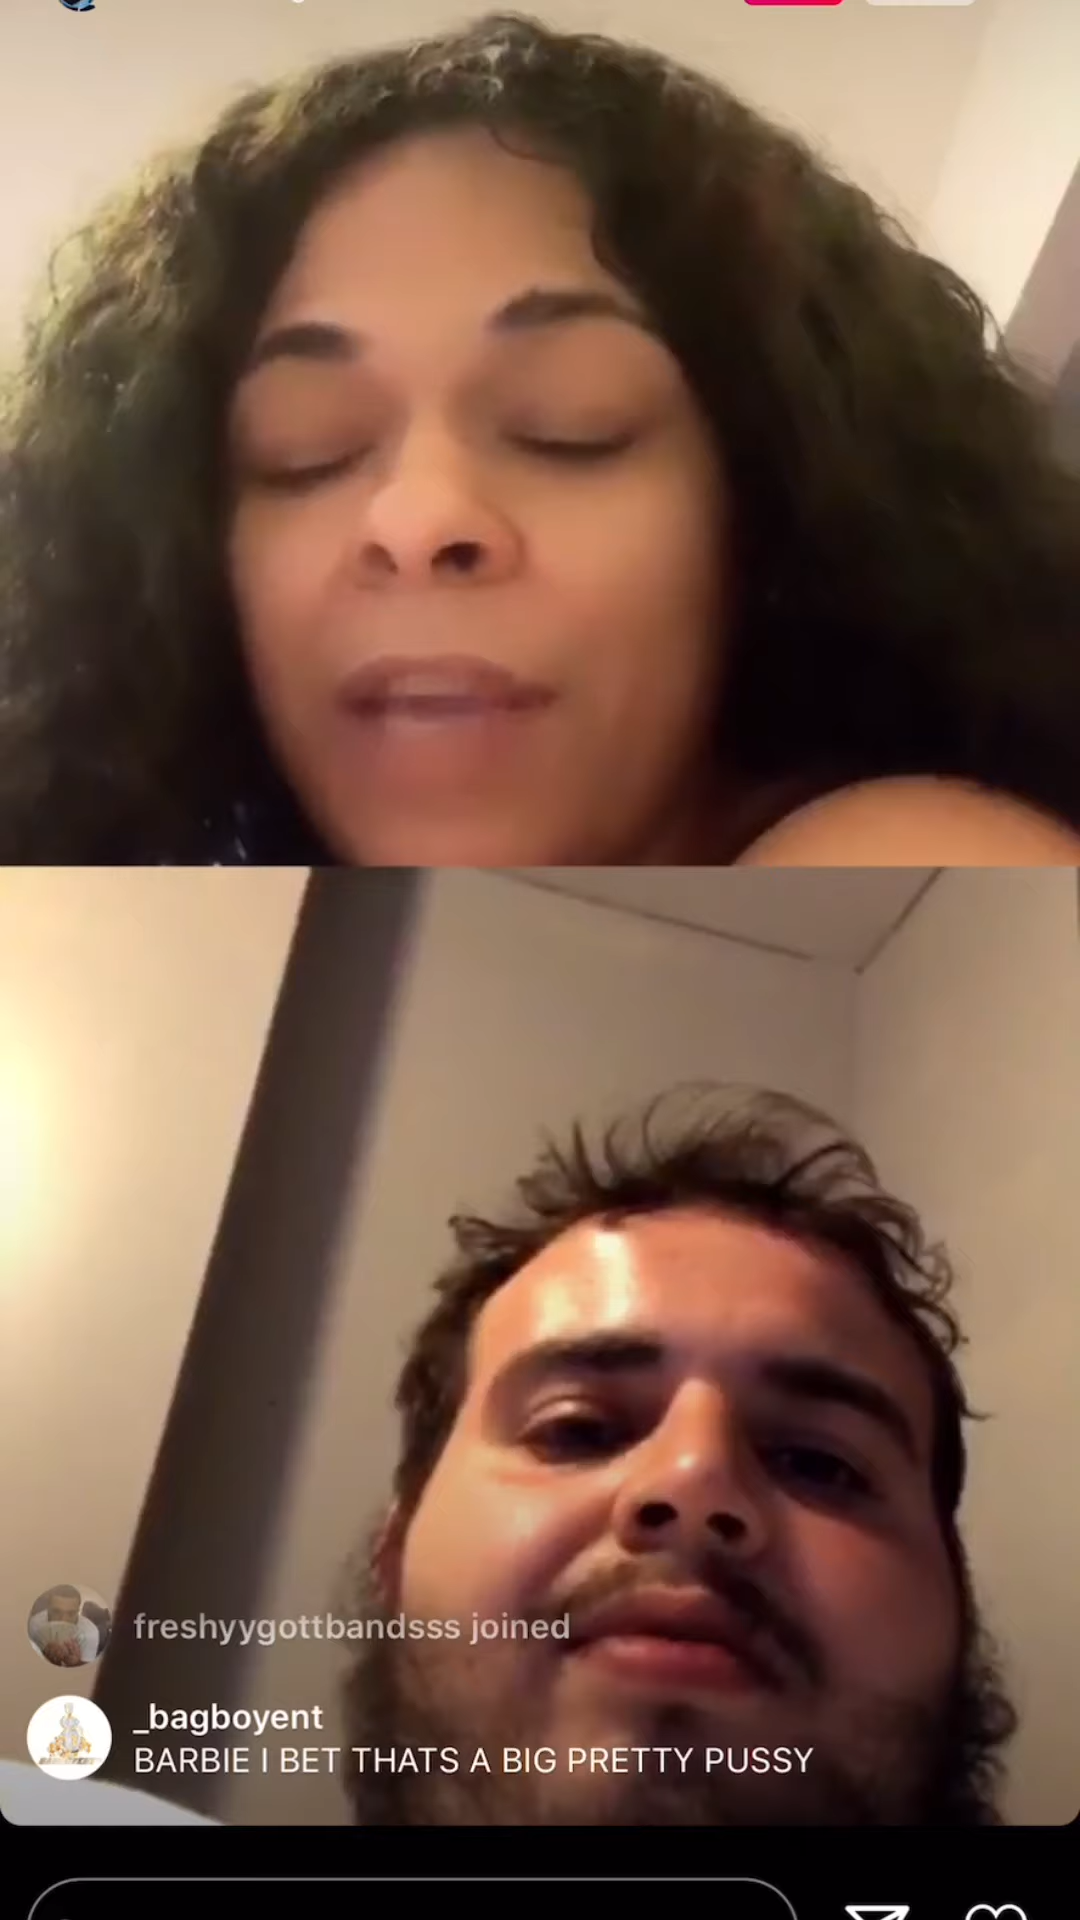 freshyygottbandsss joined
_bagboyent
BARBIE I BET THATS A BIG PRETTY PUSSY